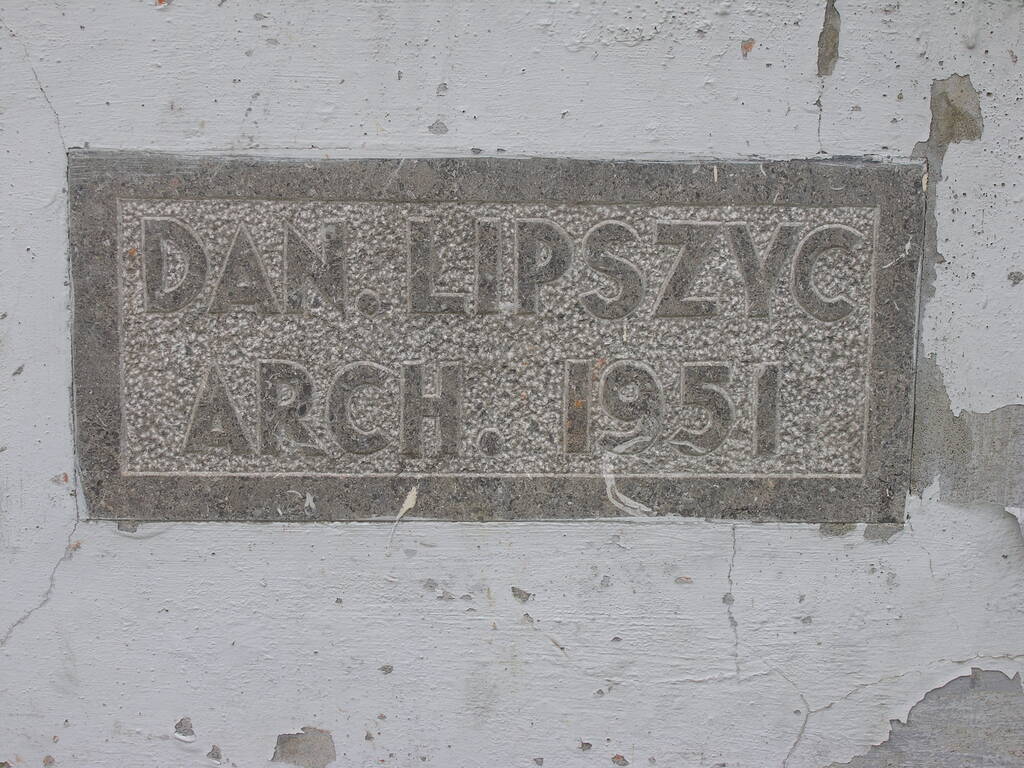 DAN. LIPSZYC
ARCH. 1951